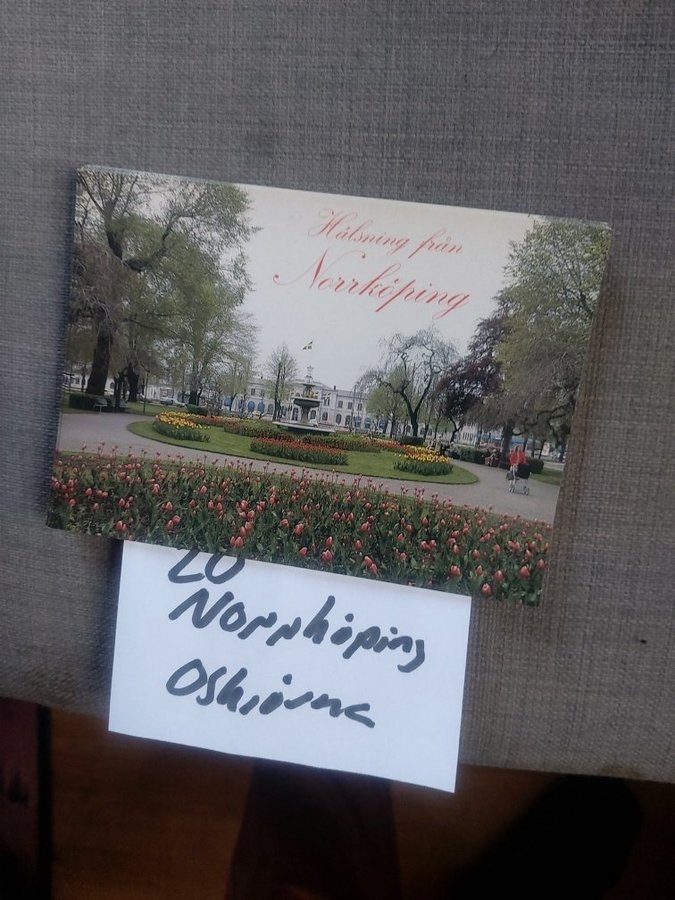 Hälsning från
Norrköping
20
Norrköping
Oskrivna